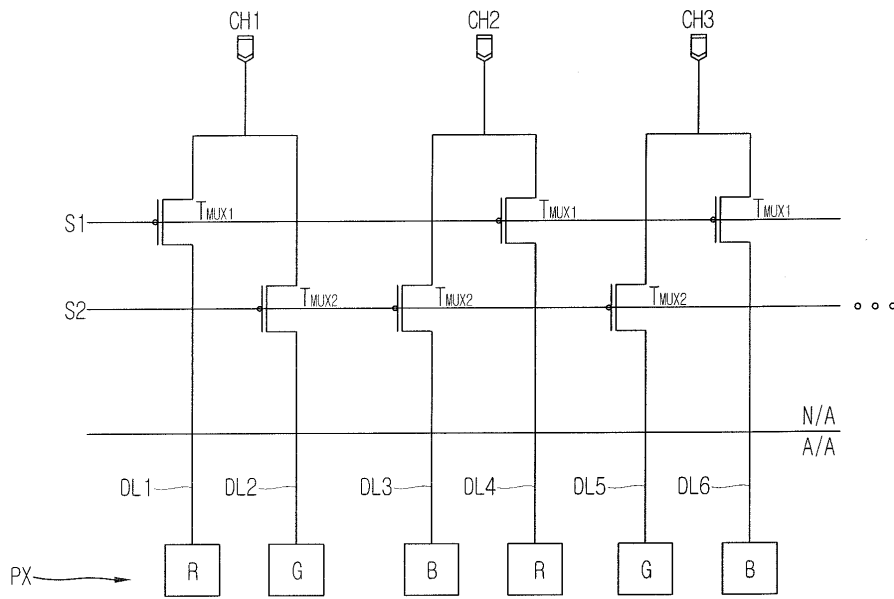 CH1 CH2 CH3
S1 TMUX1 TMUX1 TMUX1
S2 TMUX2 TMUX2 TMUX2
N/A
A/A
DL1 DL2 DL3 DL4 DL5 DL6
PX R G B R G B